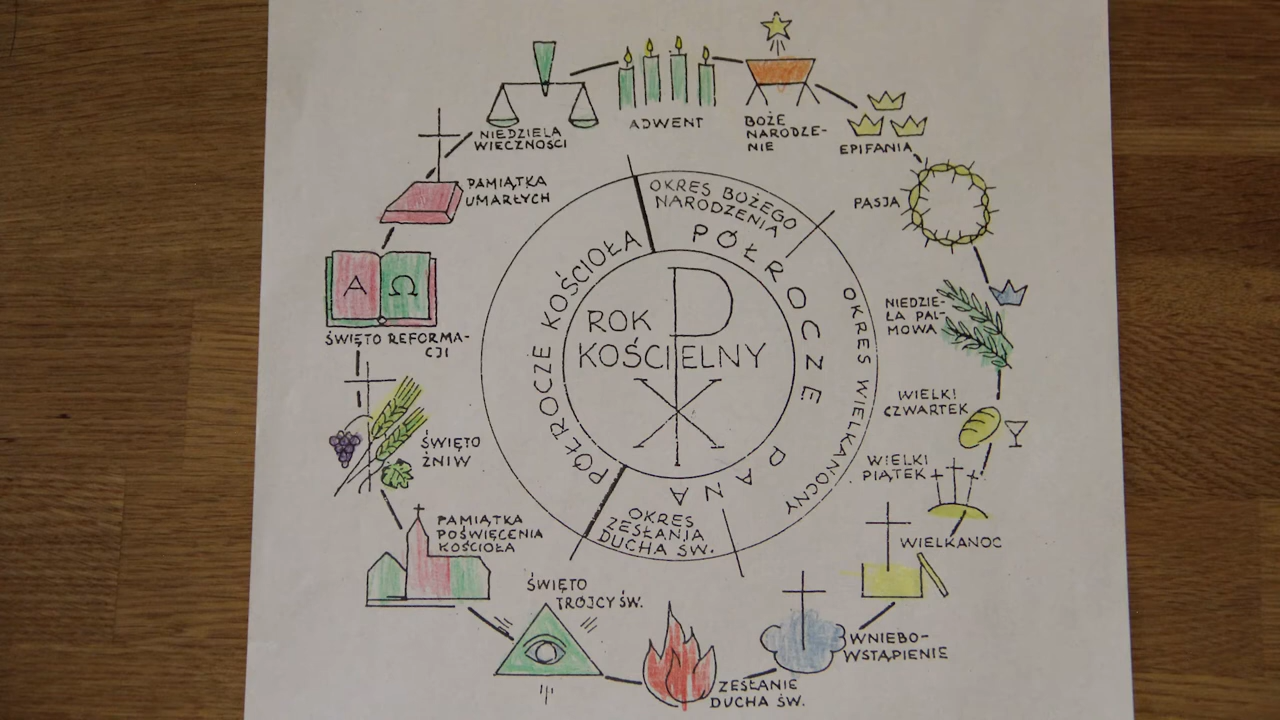 ADWENT
BOŻE
NARODZE-
NIE
EPIFANIA
PASJA
NIEDZIE-
LA PAL-
MOWA
WIELKI
CZWARTEK
WIELKI
PIĄTEK
WIELKANOC
WNIEBO-
WSTĄPIENIE
ZESŁANIE
DUCHA ŚW.
ŚWIĘTO
TRÓJCY ŚW.
PAMIĄTKA
POŚWIĘCENIA
KOŚCIOŁA
ŚWIĘTO
ŻNIW
ŚWIĘTO REFORMA-
CJI
Α Ω
PAMIĄTKA
UMARŁYCH
NIEDZIELA
WIECZNOŚCI
OKRES BOŻEGO
NARODZENIA
PÓŁROCZE PANA
OKRES WIELKANOCNY
OKRES
ZESŁANIA
DUCHA ŚW.
PÓŁROCZE KOŚCIOŁA
ROK
KOŚCIELNY